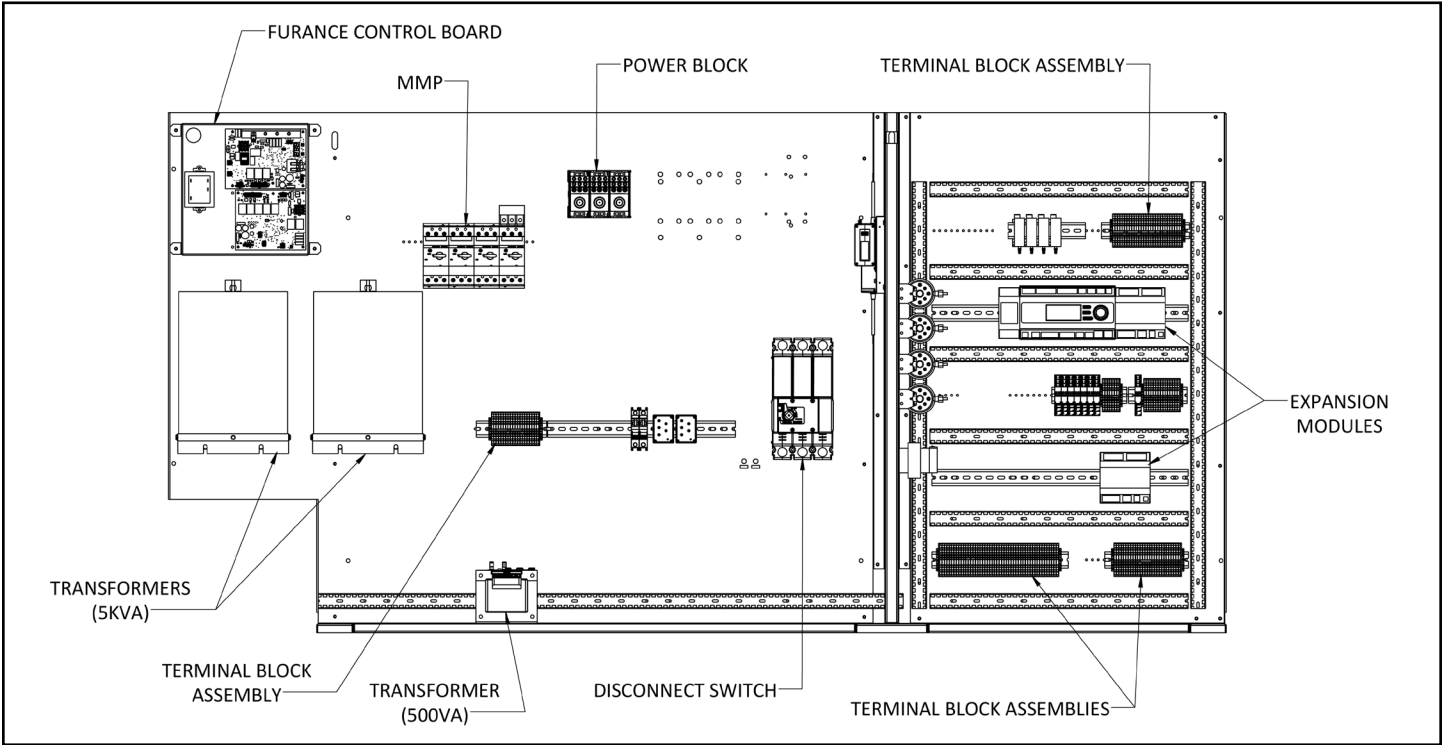 FURANCE CONTROL BOARD
MMP
POWER BLOCK
TERMINAL BLOCK ASSEMBLY
EXPANSION
MODULES
TRANSFORMERS
(5KVA)
TERMINAL BLOCK
ASSEMBLY
TRANSFORMER
(500VA)
DISCONNECT SWITCH
TERMINAL BLOCK ASSEMBLIES